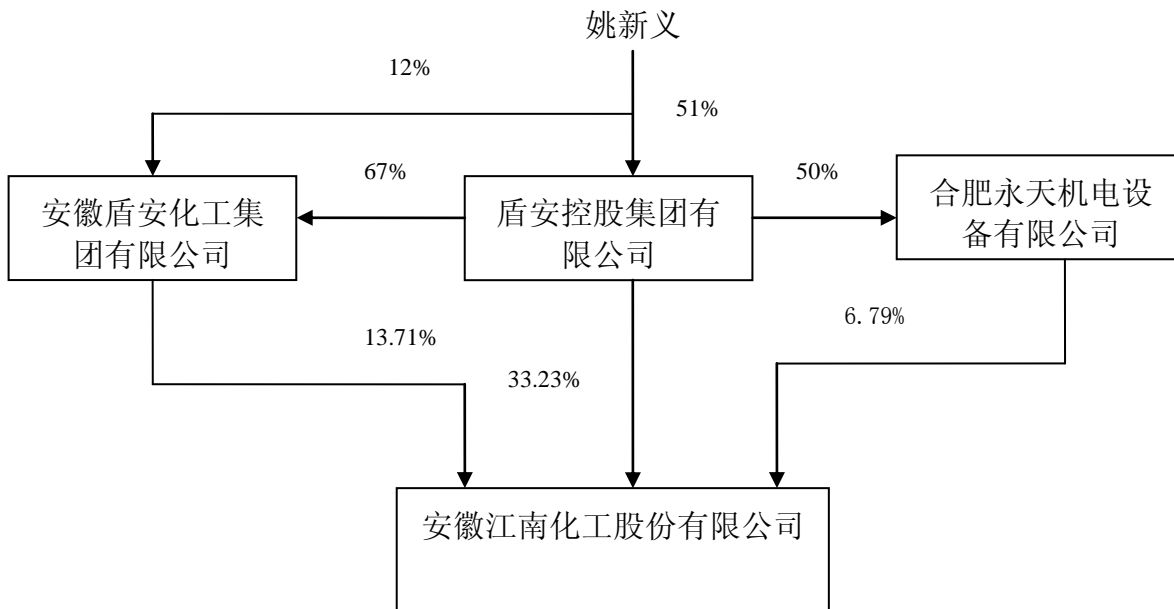 姚新义
12%
51%
67%
50%
安徽盾安化工集
团有限公司
盾安控股集团有
限公司
合肥永天机电设
备有限公司
13.71%
33.23%
6.79%
安徽江南化工股份有限公司